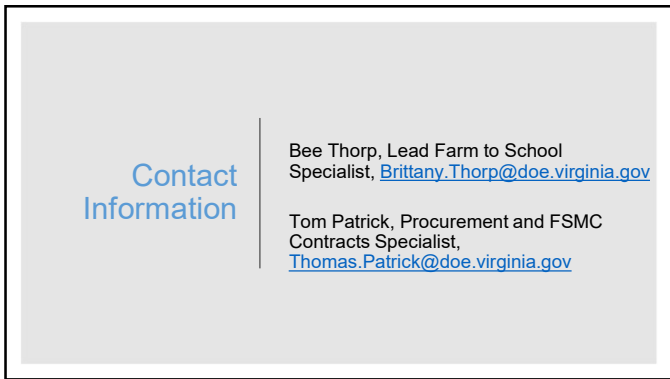 Contact
Information
Bee Thorp, Lead Farm to School
Specialist, Brittany.Thorp@doe.virginia.gov
Tom Patrick, Procurement and FSMC
Contracts Specialist,
Thomas.Patrick@doe.virginia.gov